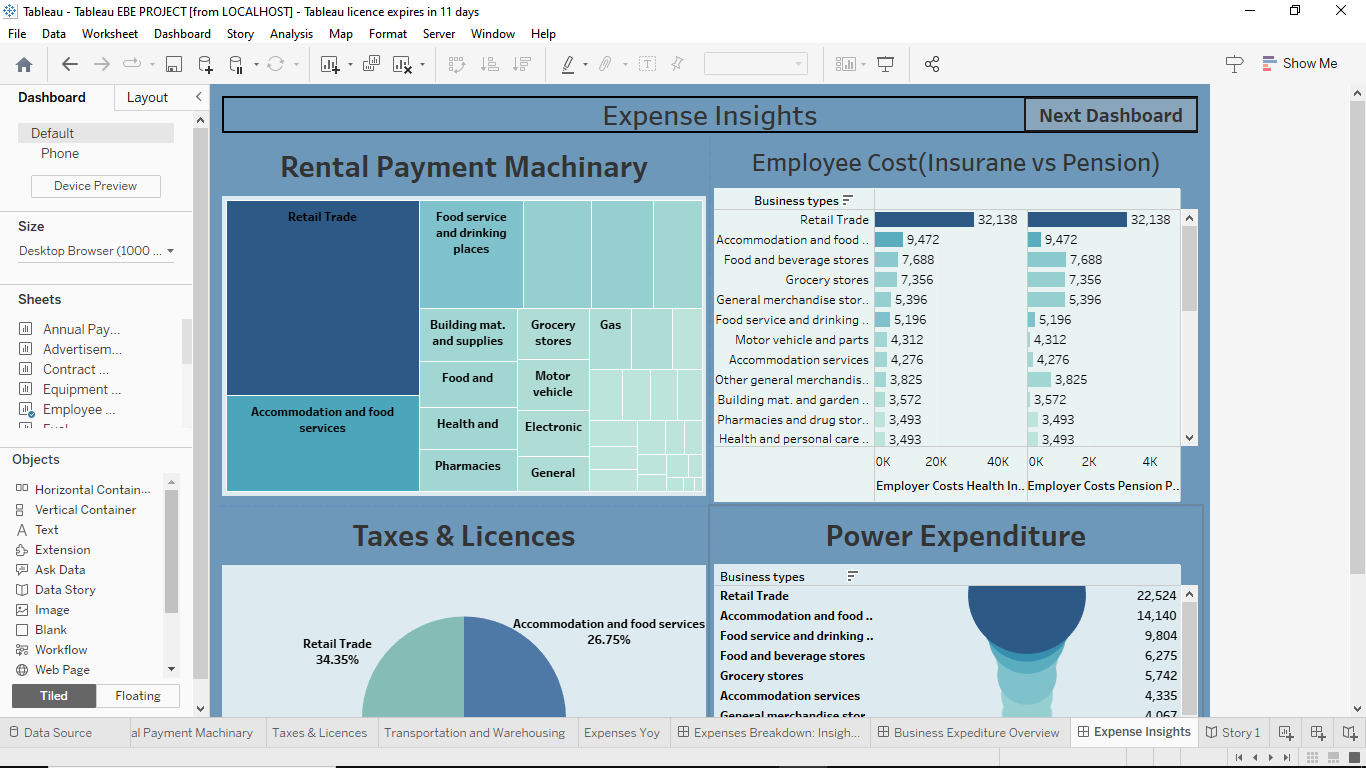 Tableau - Tableau EBE PROJECT [from LOCALHOST] - Tableau licence expires in 11 days
File Data Worksheet Dashboard Story Analysis Map Format Server Window Help
Show Me
Dashboard Layout
Default
Phone
Device Preview
Size
Desktop Browser (1000 ...
Sheets
Annual Pay...
Advertisem...
Contract ...
Equipment ...
Employee ...
Objects
Horizontal Contain...
Vertical Container
Text
Extension
Ask Data
Data Story
Image
Blank
Workflow
Web Page
Tiled Floating
Expense Insights
Next Dashboard
Rental Payment Machinary
Retail Trade
Food service
and drinking
places
Building mat.
and supplies
Grocery
stores
Gas
Food and
Motor
vehicle
Accommodation and food
services
Health and
Electronic
Pharmacies
General
Employee Cost(Insurane vs Pension)
Business types
Retail Trade 32,138 32,138
Accommodation and food .. 9,472 9,472
Food and beverage stores 7,688 7,688
Grocery stores 7,356 7,356
General merchandise stor.. 5,396 5,396
Food service and drinking .. 5,196 5,196
Motor vehicle and parts 4,312 4,312
Accommodation services 4,276 4,276
Other general merchandis.. 3,825 3,825
Building mat. and garden .. 3,572 3,572
Pharmacies and drug stor.. 3,493 3,493
Health and personal care .. 3,493 3,493
0K 20K 40K 0K 2K 4K
Employer Costs Health In.. Employer Costs Pension P..
Taxes & Licences
Accommodation and food services
26.75%
Retail Trade
34.35%
Power Expenditure
Business types
Retail Trade 22,524
Accommodation and food .. 14,140
Food service and drinking .. 9,804
Food and beverage stores 6,275
Grocery stores 5,742
Accommodation services 4,335
General merchandise stor 4,067
Data Source al Payment Machinary Taxes & Licences Transportation and Warehousing Expenses Yoy Expenses Breakdown: Insigh... Business Expediture Overview Expense Insights Story 1